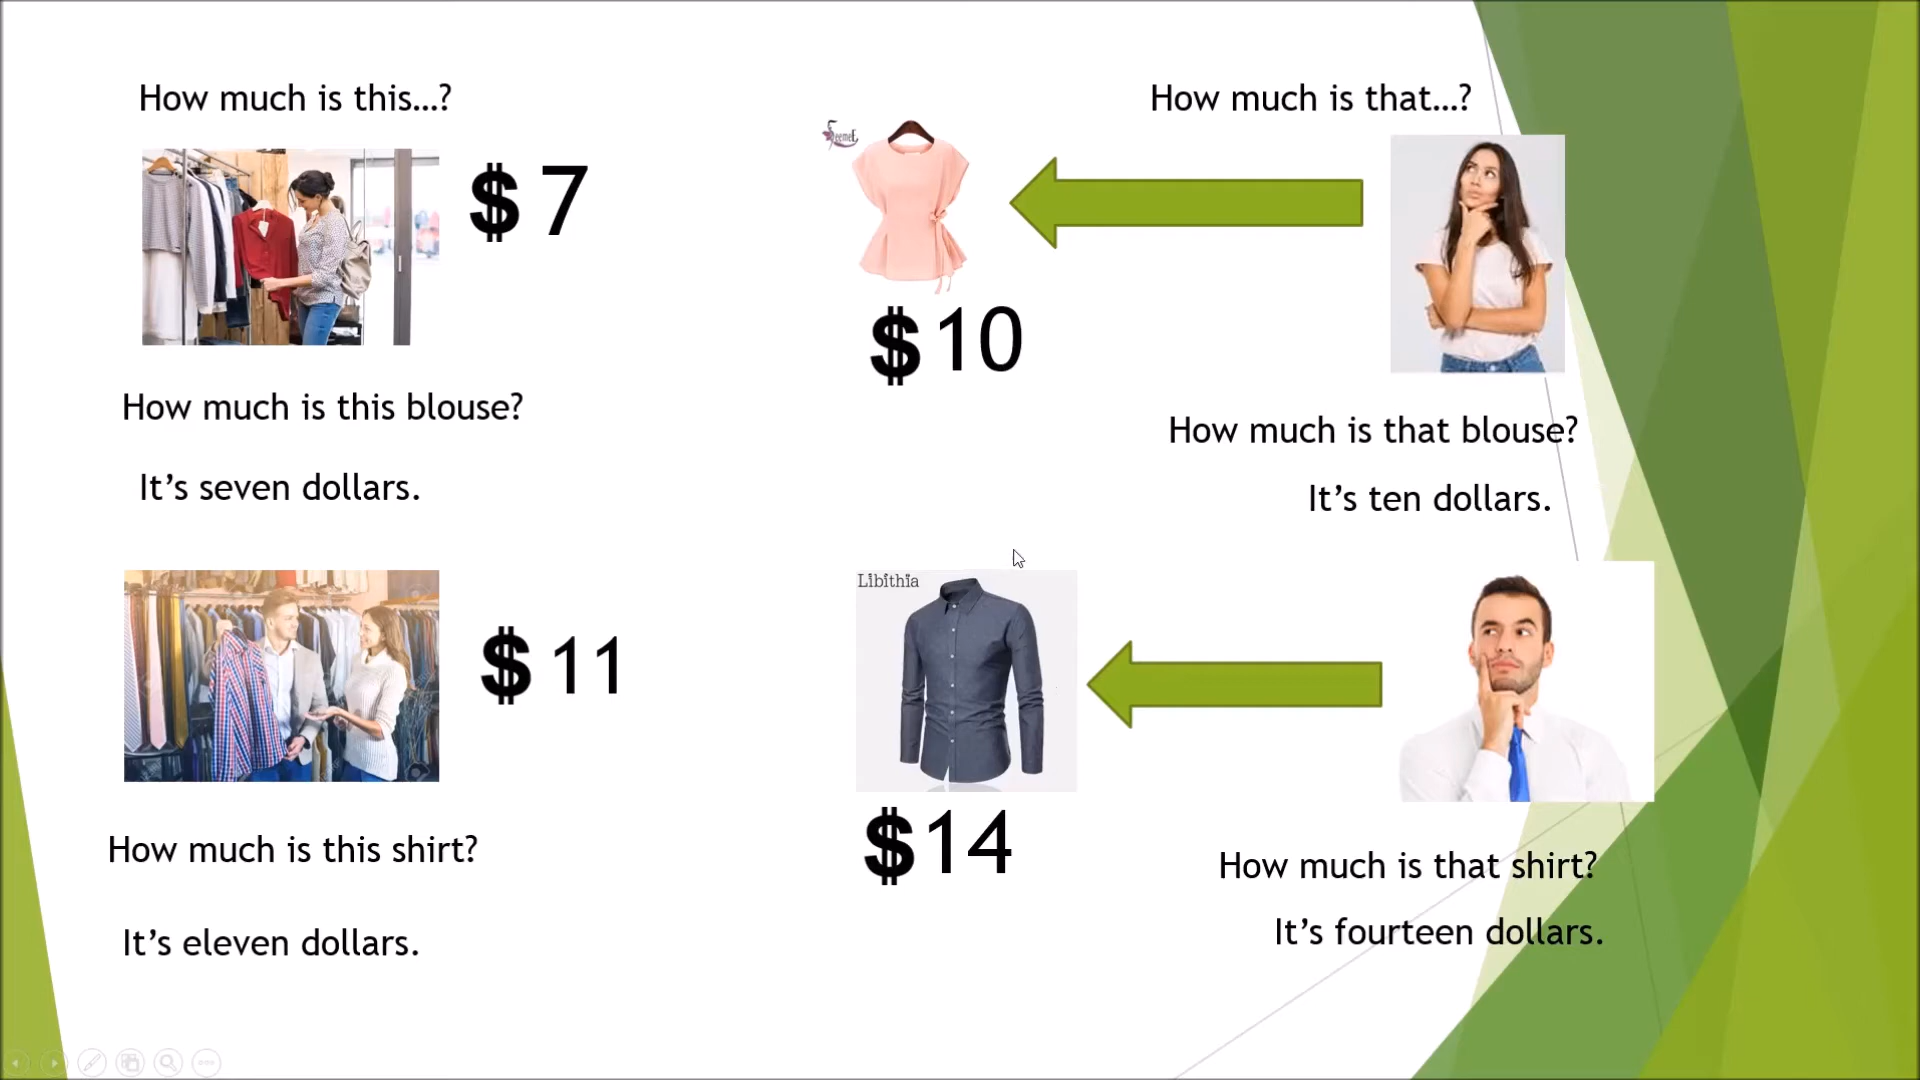 How much is this...?
$ 7
How much is this blouse?
It's seven dollars.
$ 11
How much is this shirt?
It's eleven dollars.
How much is that...?
$ 10
How much is that blouse?
It's ten dollars.
Libithia
$ 14
How much is that shirt?
It's fourteen dollars.